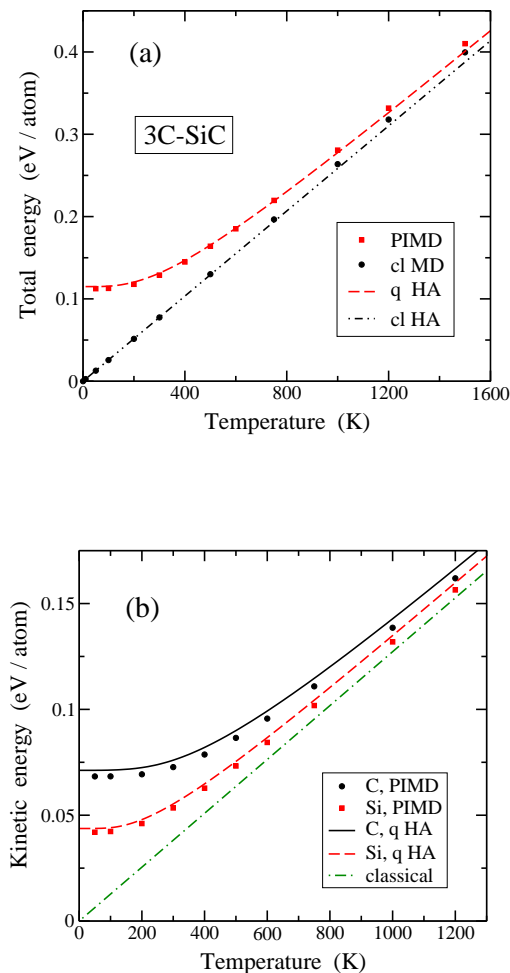 (a)
3C-SiC
Total energy (eV / atom)
0.4
0.3
0.2
0.1
0
PIMD
cl MD
q HA
cl HA
0 400 800 1200 1600
Temperature (K)
(b)
Kinetic energy (eV / atom)
0.15
0.1
0.05
0
C, PIMD
Si, PIMD
C, q HA
Si, q HA
classical
0 200 400 600 800 1000 1200
Temperature (K)